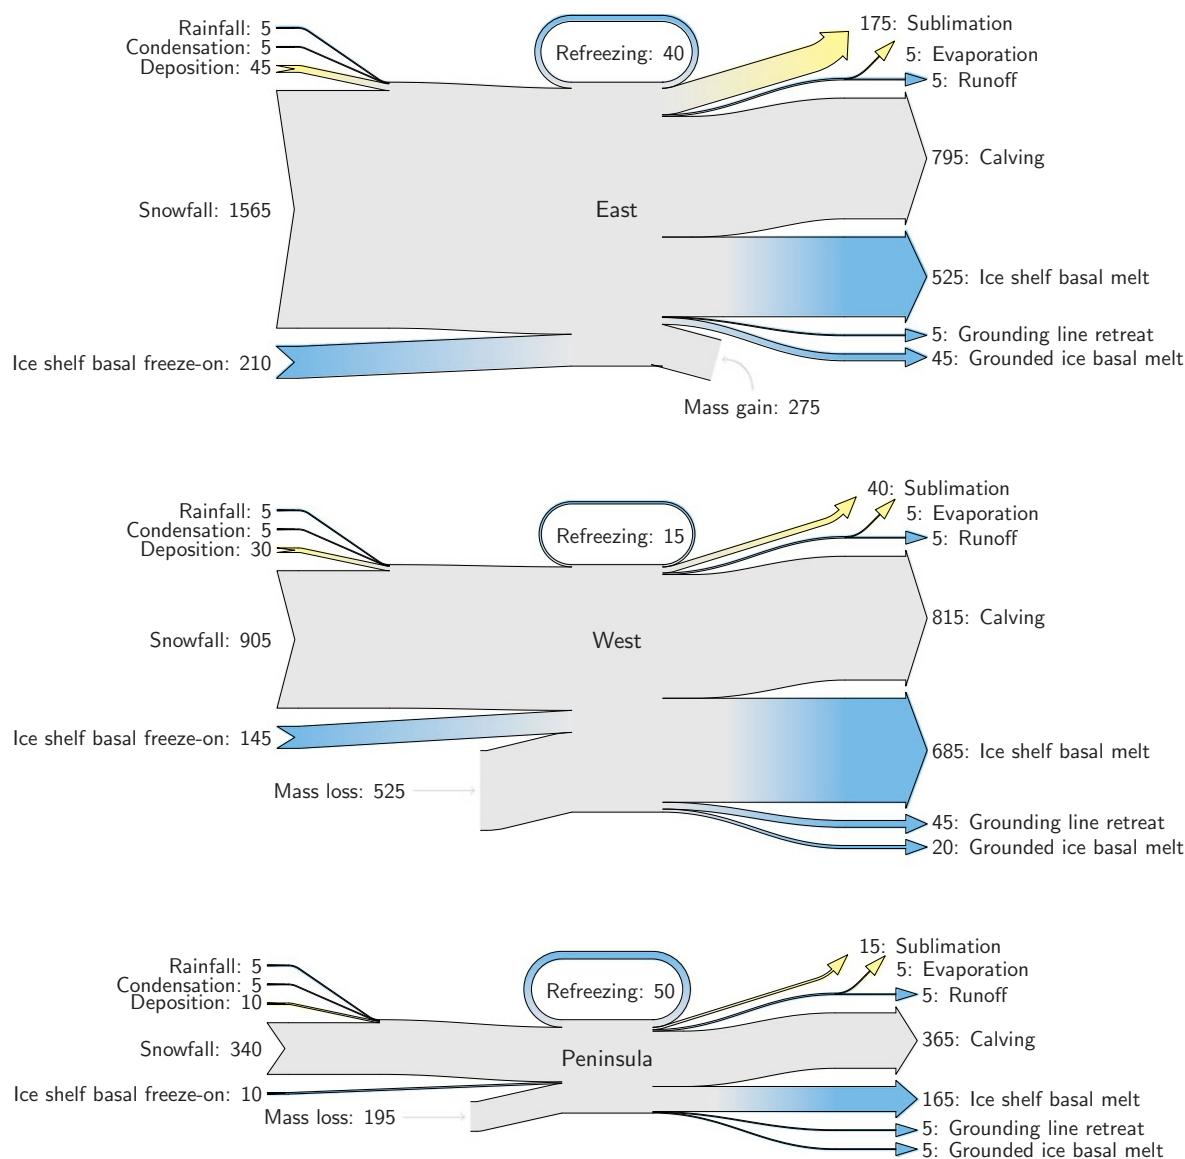 Rainfall: 5
Condensation: 5
Deposition: 45
Refreezing: 40
175: Sublimation
5: Evaporation
5: Runoff
795: Calving
Snowfall: 1565
East
525: Ice shelf basal melt
5: Grounding line retreat
Ice shelf basal freeze-on: 210
45: Grounded ice basal melt
Mass gain: 275
Rainfall: 5
Condensation: 5
Deposition: 30
Refreezing: 15
40: Sublimation
5: Evaporation
5: Runoff
815: Calving
Snowfall: 905
West
Ice shelf basal freeze-on: 145
685: Ice shelf basal melt
Mass loss: 525
45: Grounding line retreat
20: Grounded ice basal melt
Rainfall: 5
Condensation: 5
Deposition: 10
Refreezing: 50
15: Sublimation
5: Evaporation
5: Runoff
365: Calving
Snowfall: 340
Peninsula
Ice shelf basal freeze-on: 10
165: Ice shelf basal melt
Mass loss: 195
5: Grounding line retreat
5: Grounded ice basal melt